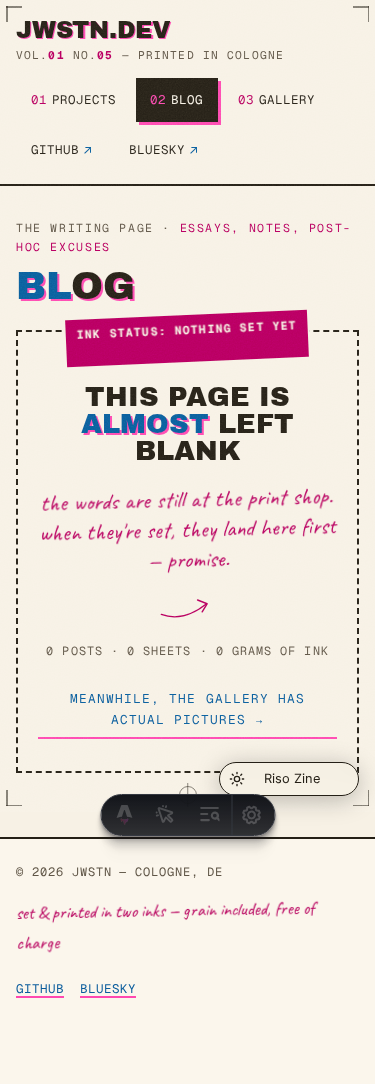 JWSTN.DEV
VOL.01 NO.05 — PRINTED IN COLOGNE
01 PROJECTS 02 BLOG 03 GALLERY
GITHUB ↗ BLUESKY ↗
THE WRITING PAGE · ESSAYS, NOTES, POST-
HOC EXCUSES
BLOG
INK STATUS: NOTHING SET YET
THIS PAGE IS
ALMOST LEFT
BLANK
the words are still at the print shop.
when they're set, they land here first
— promise.
0 POSTS · 0 SHEETS · 0 GRAMS OF INK
MEANWHILE, THE GALLERY HAS
ACTUAL PICTURES →
Riso Zine
© 2026 JWSTN — COLOGNE, DE
set & printed in two inks — grain included, free of
charge
GITHUB BLUESKY